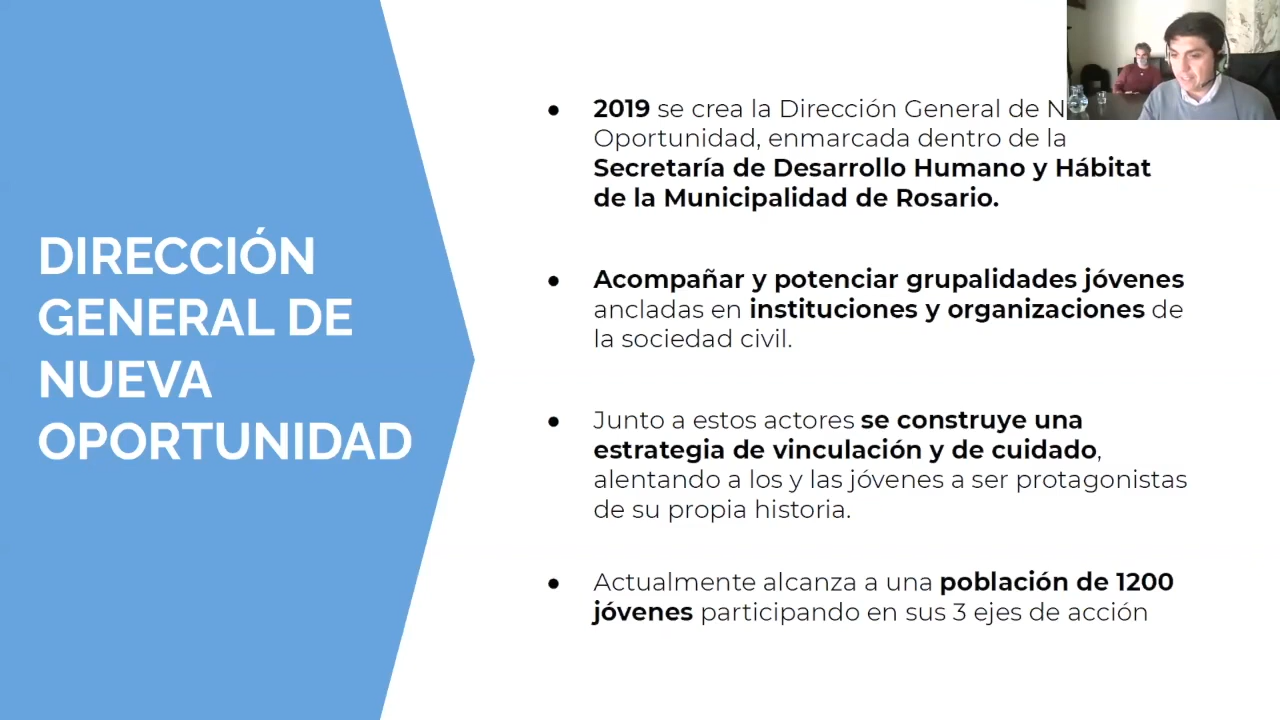 DIRECCIÓN
GENERAL DE
NUEVA
OPORTUNIDAD
● 2019 se crea la Dirección General de
Oportunidad, enmarcada dentro de la
Secretaría de Desarrollo Humano y Hábitat
de la Municipalidad de Rosario.
● Acompañar y potenciar grupalidades jóvenes
ancladas en instituciones y organizaciones de
la sociedad civil.
● Junto a estos actores se construye una
estrategia de vinculación y de cuidado,
alentando a los y las jóvenes a ser protagonistas
de su propia historia.
● Actualmente alcanza a una población de 1200
jóvenes participando en sus 3 ejes de acción